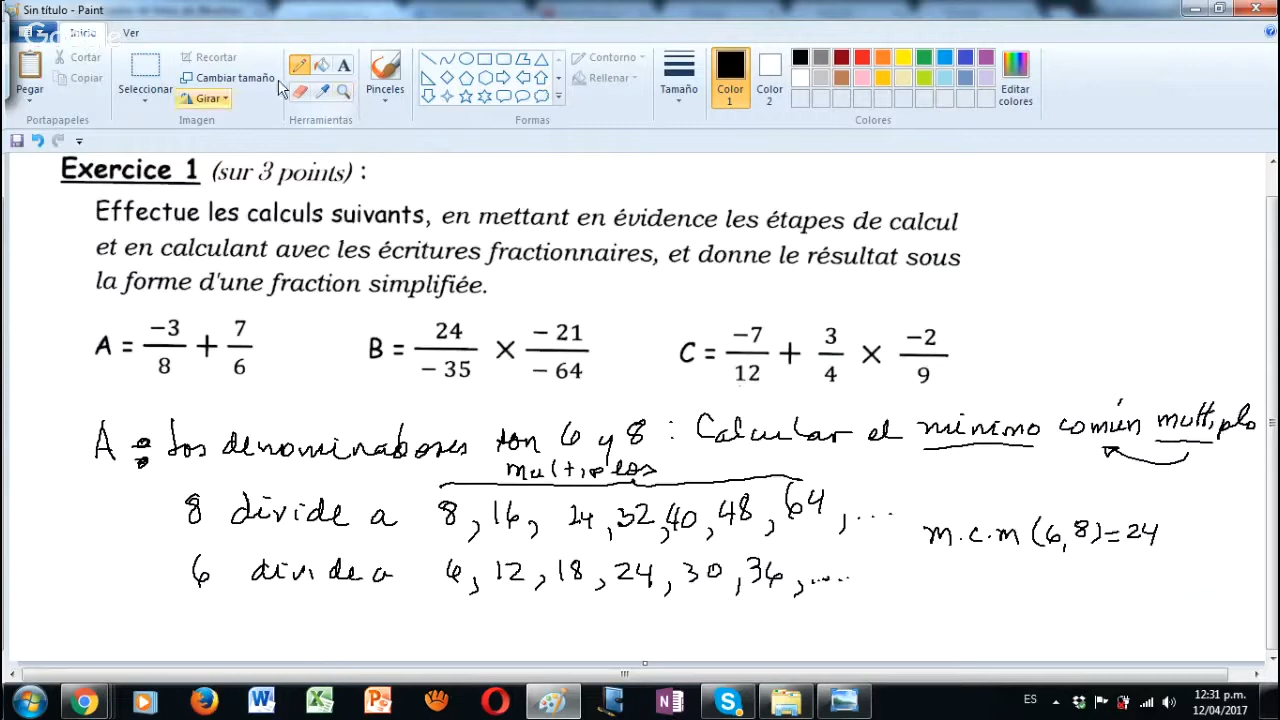 Sin título - Paint
Inicio Ver
Pegar
Cortar
Copiar
Portapapeles
Seleccionar
Recortar
Cambiar tamaño
Girar
Imagen
Herramientas
Pinceles
Contorno
Rellenar
Formas
Tamaño
Color 1
Color 2
Editar colores
Colores
Exercice 1 (sur 3 points) :
Effectue les calculs suivants, en mettant en évidence les étapes de calcul
et en calculant avec les écritures fractionnaires, et donne le résultat sous
la forme d'une fraction simplifiée.
A = −3/8 + 7/6 B = 24/−35 × −21/−64 C = −7/12 + 3/4 × −2/9
A : Los denominadores son 6 y 8 : Calcular el mínimo común multiplo
multiplos
8 divide a 8, 16, 24, 32, 40, 48, 64, ...
m.c.m (6, 8) = 24
6 divide a 6, 12, 18, 24, 30, 36, .....
ES 12:31 p.m.
12/04/2017